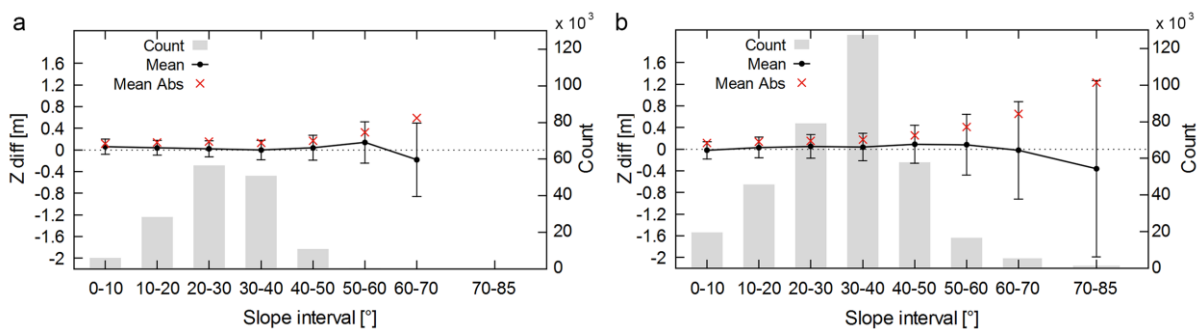 a
x 10³
Count
Mean
Mean Abs
Z diff [m]
1.6
1.2
0.8
0.4
0
-0.4
-0.8
-1.2
-1.6
-2
120
100
80
60
40
20
0
Count
0-10 10-20 20-30 30-40 40-50 50-60 60-70 70-85
Slope interval [°]
b
x 10³
Count
Mean
Mean Abs
Z diff [m]
1.6
1.2
0.8
0.4
0
-0.4
-0.8
-1.2
-1.6
-2
120
100
80
60
40
20
0
Count
0-10 10-20 20-30 30-40 40-50 50-60 60-70 70-85
Slope interval [°]